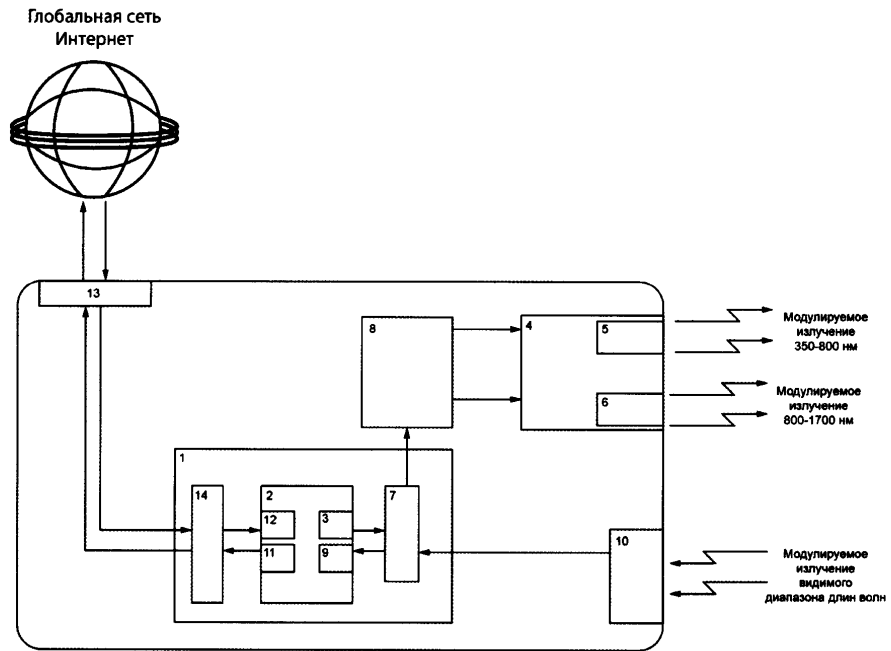 Глобальная сеть
Интернет
13
8
4
5
Модулируемое
излучение
350-800 нм
6
Модулируемое
излучение
800-1700 нм
1
14
2
7
12
3
11
9
10
Модулируемое
излучение
видимого
диапазона длин волн